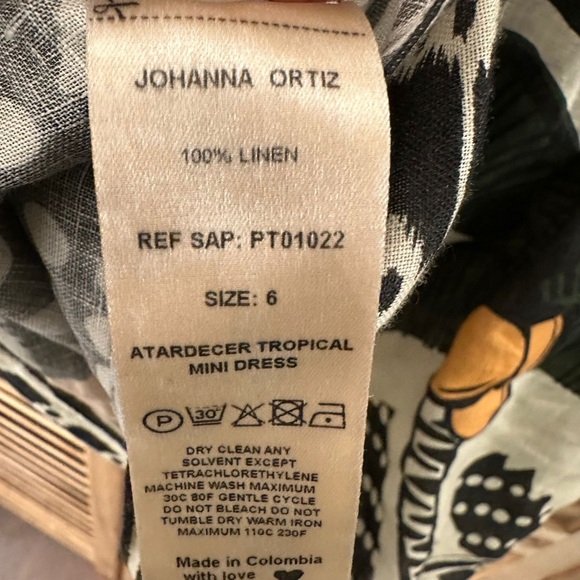 JOHANNA ORTIZ
100% LINEN
REF SAP: PT01022
SIZE: 6
ATARDECER TROPICAL
MINI DRESS
P 30°
DRY CLEAN ANY
SOLVENT EXCEPT
TETRACHLORETHYLENE
MACHINE WASH MAXIMUM
30C 80F GENTLE CYCLE
DO NOT BLEACH DO NOT
TUMBLE DRY WARM IRON
MAXIMUM 110C 230F
Made in Colombia
with love